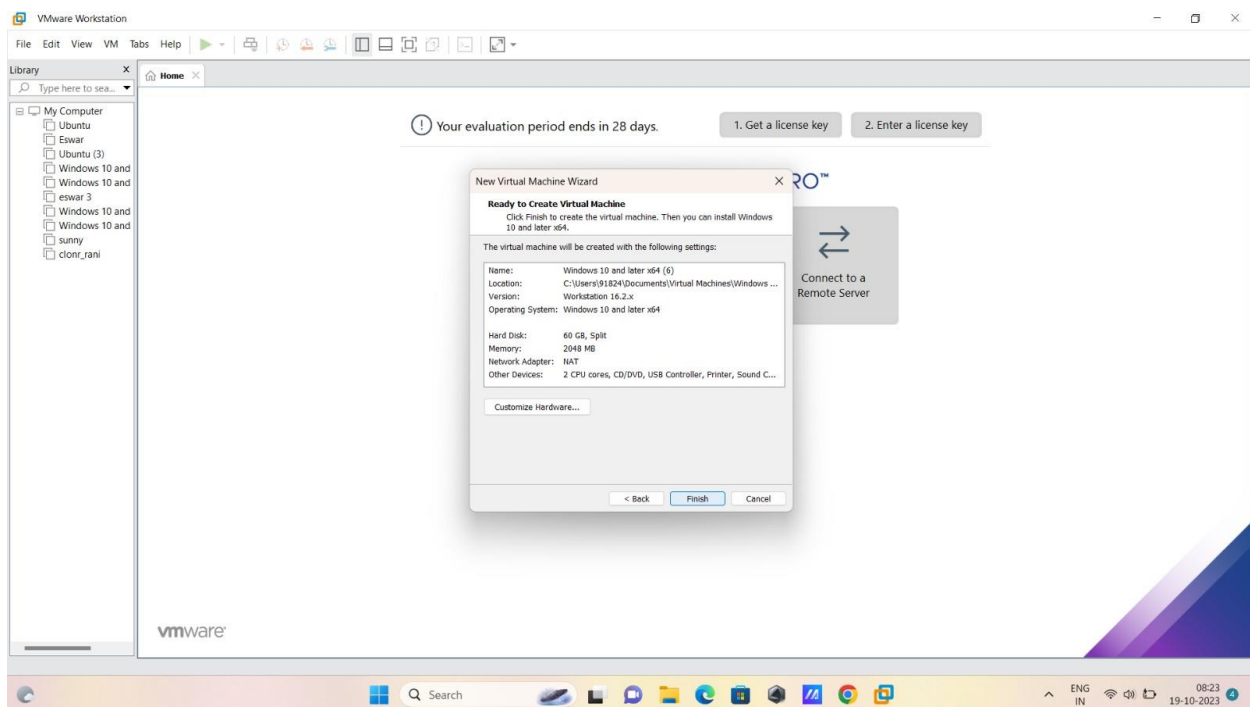 VMware Workstation
File Edit View VM Tabs Help
Library
Type here to sea...
My Computer
Ubuntu
Eswar
Ubuntu (3)
Windows 10 and
Windows 10 and
eswar 3
Windows 10 and
Windows 10 and
sunny
clonr_rani
Home
Your evaluation period ends in 28 days.
1. Get a license key
2. Enter a license key
RO™
Connect to a
Remote Server
New Virtual Machine Wizard
Ready to Create Virtual Machine
Click Finish to create the virtual machine. Then you can install Windows
10 and later x64.
The virtual machine will be created with the following settings:
Name: Windows 10 and later x64 (6)
Location: C:\Users\91824\Documents\Virtual Machines\Windows ...
Version: Workstation 16.2.x
Operating System: Windows 10 and later x64
Hard Disk: 60 GB, Split
Memory: 2048 MB
Network Adapter: NAT
Other Devices: 2 CPU cores, CD/DVD, USB Controller, Printer, Sound C...
Customize Hardware...
< Back Finish Cancel
vmware
Search
ENG
IN
08:23
19-10-2023
4